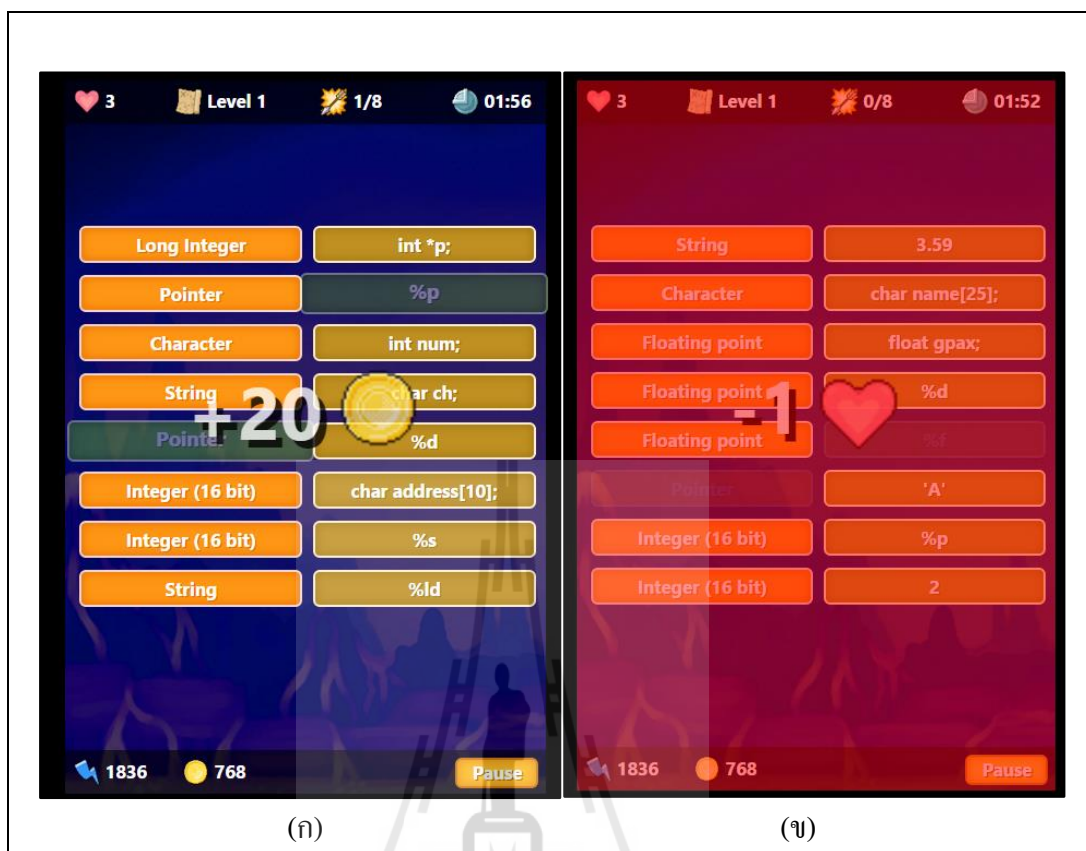 3 Level 1 1/8 01:56
Long Integer int *p;
Pointer %p
Character int num;
String char ch;
+20
Pointer %d
Integer (16 bit) char address[10];
Integer (16 bit) %s
String %ld
1836 768 Pause
(ก)
3 Level 1 0/8 01:52
String 3.59
Character char name[25];
Floating point float gpax;
Floating point %d
-1
Floating point %f
Pointer 'A'
Integer (16 bit) %p
Integer (16 bit) 2
1836 768 Pause
(ข)